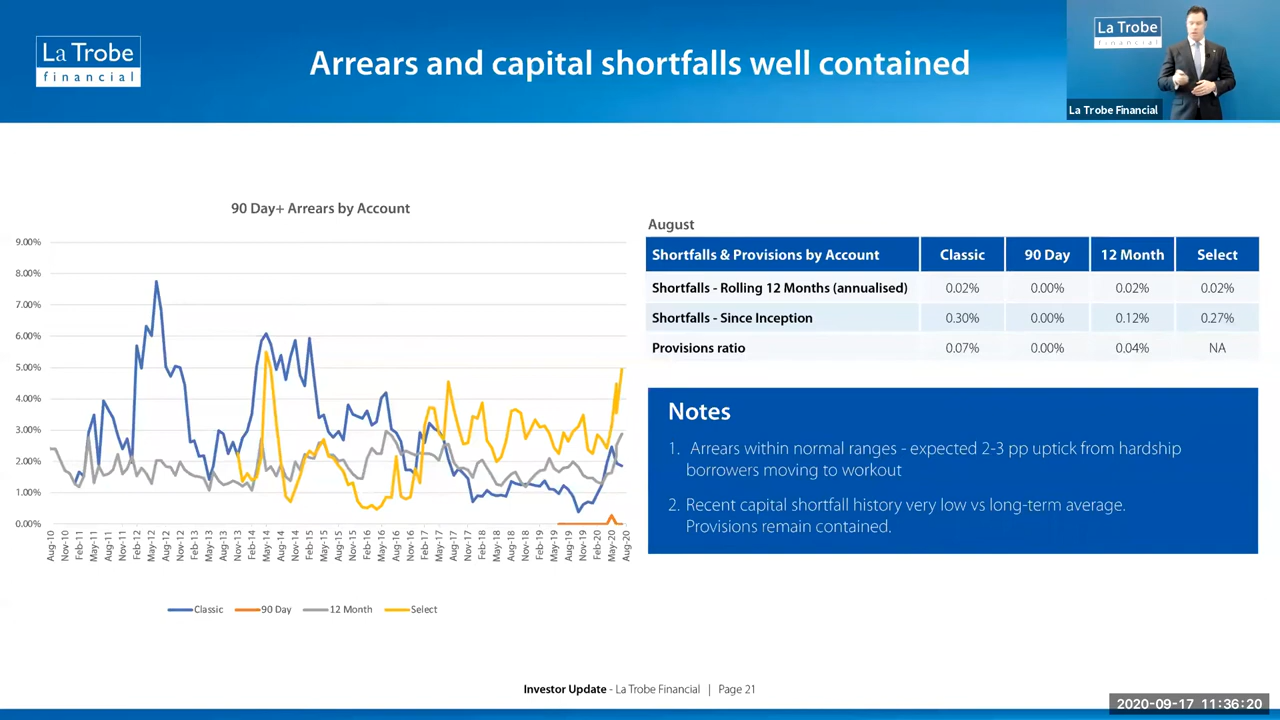 La Trobe
financial
Arrears and capital shortfalls well contained
La Trobe
financial
La Trobe Financial
90 Day+ Arrears by Account
9.00%
8.00%
7.00%
6.00%
5.00%
4.00%
3.00%
2.00%
1.00%
0.00%
Aug-10 Nov-10 Feb-11 May-11 Aug-11 Nov-11 Feb-12 May-12 Aug-12 Nov-12 Feb-13 May-13 Aug-13 Nov-13 Feb-14 May-14 Aug-14 Nov-14 Feb-15 May-15 Aug-15 Nov-15 Feb-16 May-16 Aug-16 Nov-16 Feb-17 May-17 Aug-17 Nov-17 Feb-18 May-18 Aug-18 Nov-18 Feb-19 May-19 Aug-19 Nov-19 Feb-20 May-20 Aug-20
Classic 90 Day 12 Month Select
August
Shortfalls & Provisions by Account Classic 90 Day 12 Month Select
Shortfalls - Rolling 12 Months (annualised) 0.02% 0.00% 0.02% 0.02%
Shortfalls - Since Inception 0.30% 0.00% 0.12% 0.27%
Provisions ratio 0.07% 0.00% 0.04% NA
Notes
1. Arrears within normal ranges - expected 2-3 pp uptick from hardship
borrowers moving to workout
2. Recent capital shortfall history very low vs long-term average.
Provisions remain contained.
Investor Update - La Trobe Financial | Page 21
2020-09-17 11:36:20